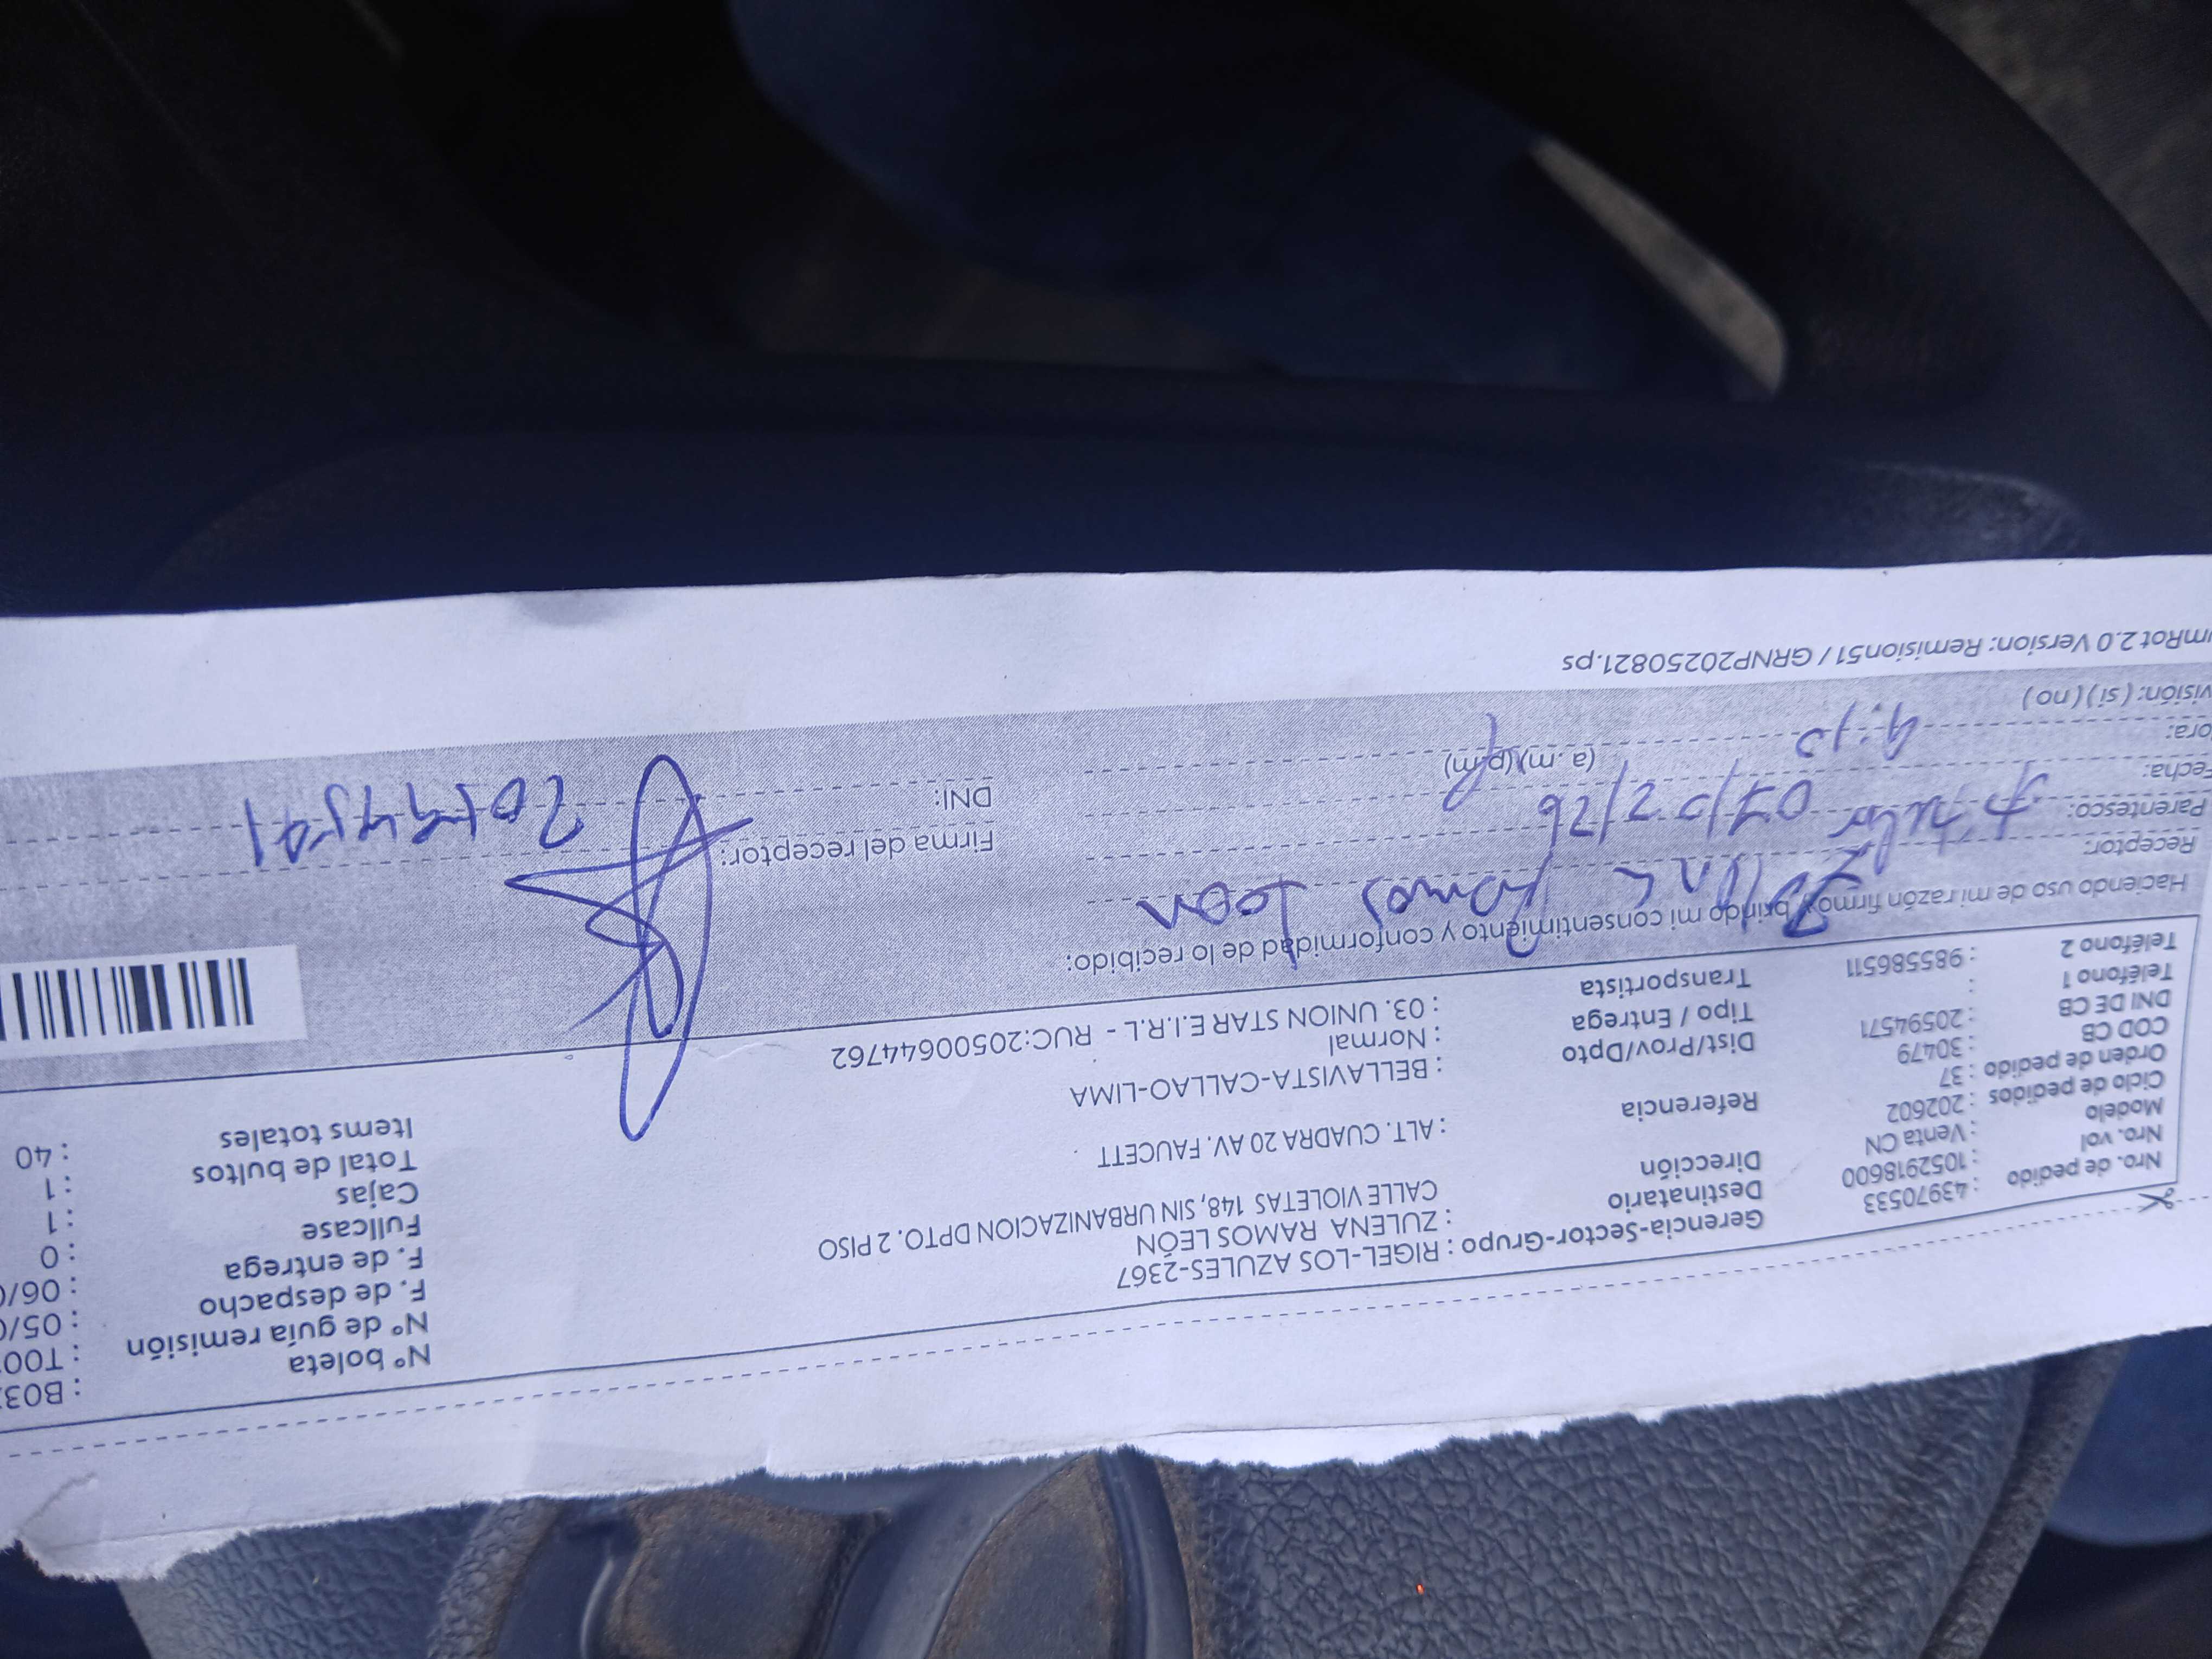 Nro. de pedido : 43970533
Nro. vol : 1052918600
Modelo : Venta CN
Ciclo de pedidos : 202602
Orden de pedido : 37
COD CB : 30479
DNI DE CB : 20594571
Teléfono 1 :
Teléfono 2 : 985586511
Gerencia-Sector-Grupo : RIGEL-LOS AZULES-2367
Destinatario : ZULENA RAMOS LEÓN
Dirección CALLE VIOLETAS 148, SIN URBANIZACION DPTO. 2 PISO
Referencia : ALT. CUADRA 20 AV. FAUCETT
Dist/Prov/Dpto : BELLAVISTA-CALLAO-LIMA
Tipo / Entrega : Normal
Transportista : 03. UNION STAR E.I.R.L - RUC:20500644762
Nº boleta : B03
Nº de guía remisión : T00
F. de despacho : 05/0
F. de entrega : 06/0
Fullcase : 0
Cajas : 1
Total de bultos : 1
Items totales : 40
Haciendo uso de mi razón firmo y brindo mi consentimiento y conformidad de lo recibido:
Receptor: Ramos Leon
Parentesco:
Fecha: 07/02/26
ora: 9:10 (a.m)(p.m)
visión: (si) (no)
Firma del receptor:
DNI:
mRot 2.0 Version: Remision51 / GRNP20250821.ps